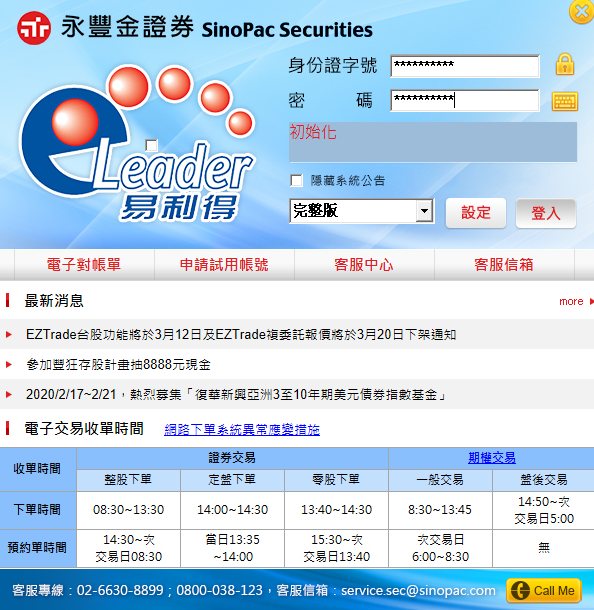 永豐金證券 SinoPac Securities
身份證字號 **********
密 碼 **********
初始化
隱藏系統公告
完整版 設定 登入
eLeader
易利得
電子對帳單 申請試用帳號 客服中心 客服信箱
最新消息 more
EZTrade台股功能將於3月12日及EZTrade複委託報價將於3月20日下架通知
參加豐狂存股計畫抽8888元現金
2020/2/17~2/21，熱烈募集「復華新興亞洲3至10年期美元債券指數基金」
電子交易收單時間 網路下單系統異常應變措施
收單時間 證券交易 期權交易
整股下單 定盤下單 零股下單 一般交易 盤後交易
下單時間 08:30~13:30 14:00~14:30 13:40~14:30 8:30~13:45 14:50~次
交易日5:00
預約單時間 14:30~次 當日13:35 15:30~次 次交易日 無
交易日08:30 ~14:00 交易日13:40 6:00~8:30
客服專線：02-6630-8899；0800-038-123，客服信箱：service.sec@sinopac.com Call Me